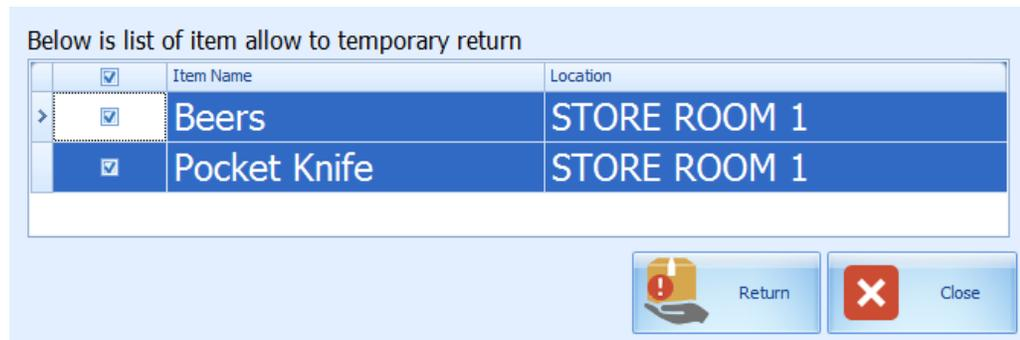 Below is list of item allow to temporary return
Item Name Location
Beers STORE ROOM 1
Pocket Knife STORE ROOM 1
Return Close